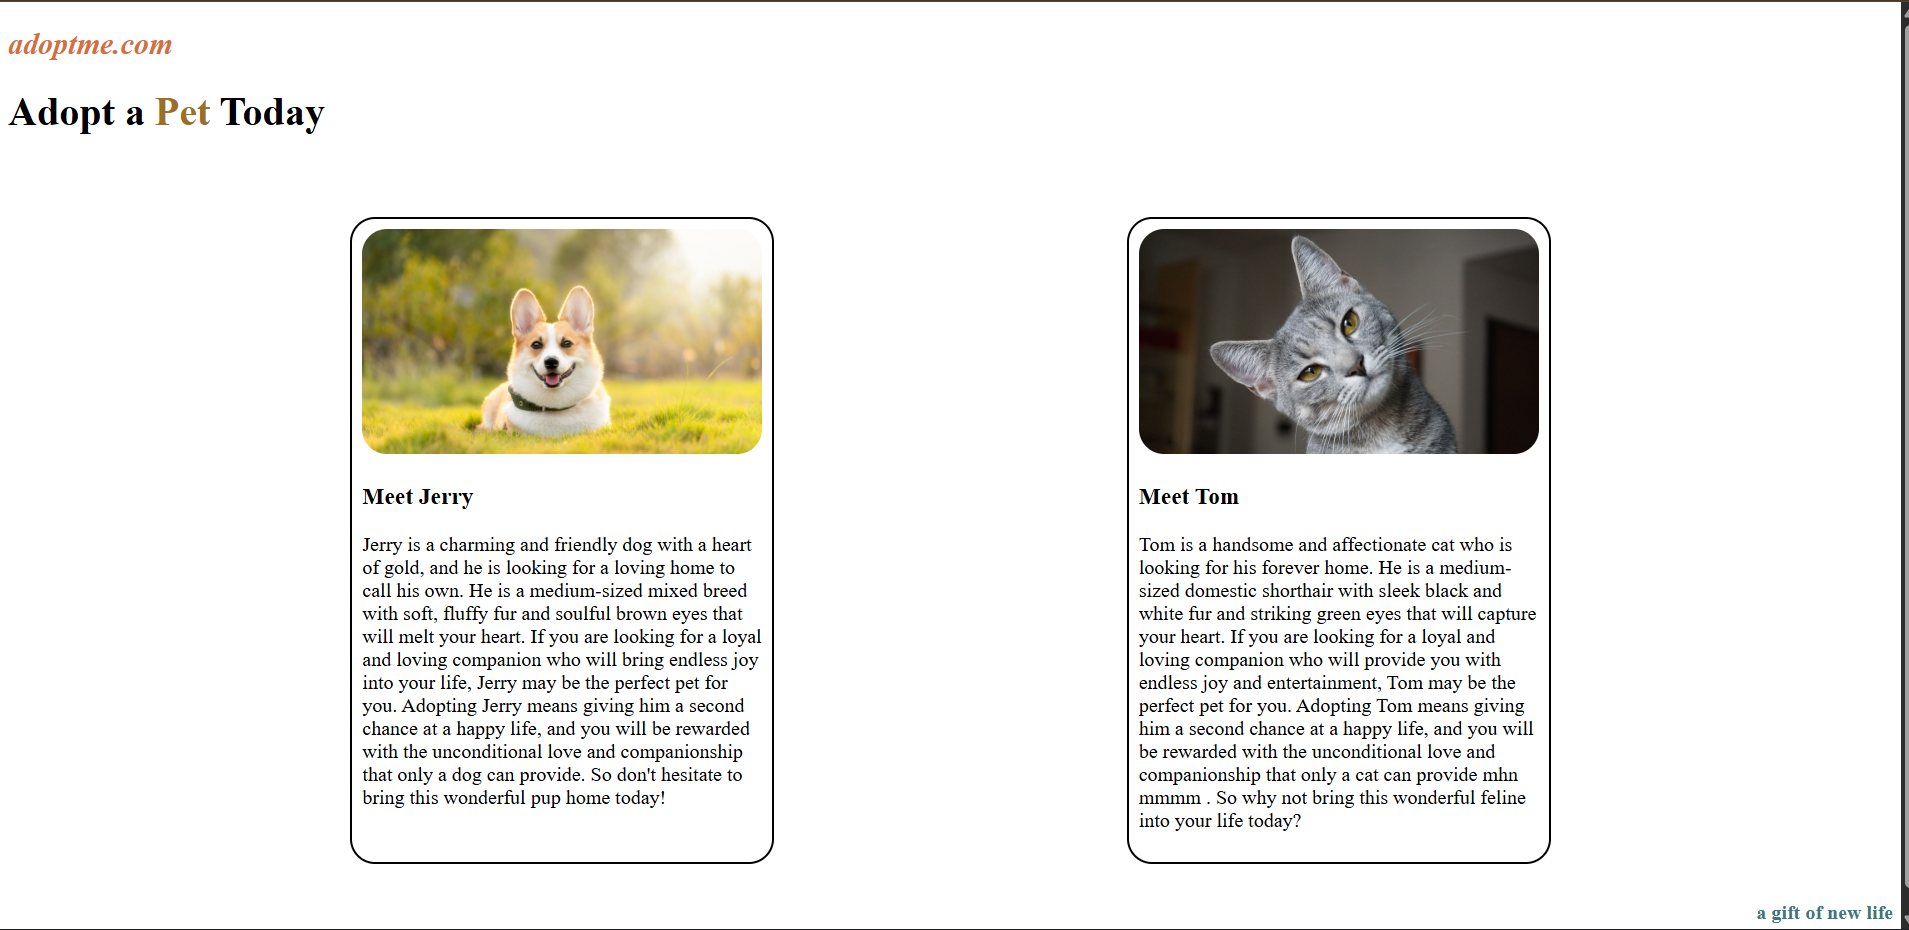 adoptme.com
Adopt a Pet Today
Meet Jerry
Jerry is a charming and friendly dog with a heart
of gold, and he is looking for a loving home to
call his own. He is a medium-sized mixed breed
with soft, fluffy fur and soulful brown eyes that
will melt your heart. If you are looking for a loyal
and loving companion who will bring endless joy
into your life, Jerry may be the perfect pet for
you. Adopting Jerry means giving him a second
chance at a happy life, and you will be rewarded
with the unconditional love and companionship
that only a dog can provide. So don't hesitate to
bring this wonderful pup home today!
Meet Tom
Tom is a handsome and affectionate cat who is
looking for his forever home. He is a medium-
sized domestic shorthair with sleek black and
white fur and striking green eyes that will capture
your heart. If you are looking for a loyal and
loving companion who will provide you with
endless joy and entertainment, Tom may be the
perfect pet for you. Adopting Tom means giving
him a second chance at a happy life, and you will
be rewarded with the unconditional love and
companionship that only a cat can provide mhn
mmmm . So why not bring this wonderful feline
into your life today?
a gift of new life